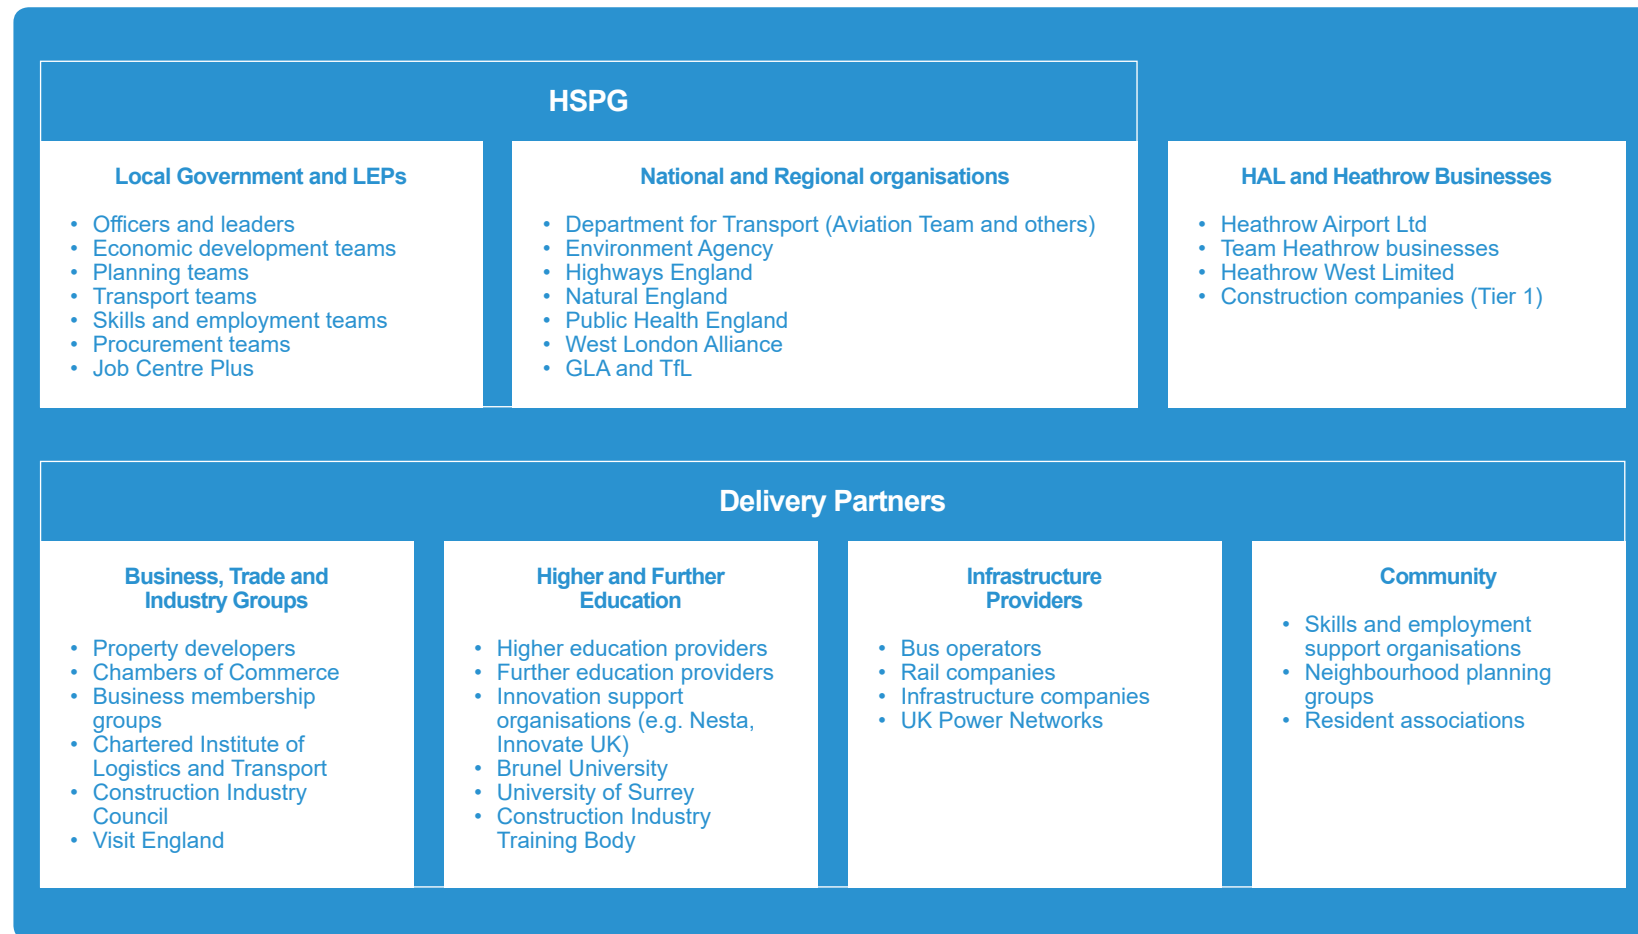 HSPG
Local Government and LEPs
• Officers and leaders
• Economic development teams
• Planning teams
• Transport teams
• Skills and employment teams
• Procurement teams
• Job Centre Plus
National and Regional organisations
• Department for Transport (Aviation Team and others)
• Environment Agency
• Highways England
• Natural England
• Public Health England
• West London Alliance
• GLA and TfL
HAL and Heathrow Businesses
• Heathrow Airport Ltd
• Team Heathrow businesses
• Heathrow West Limited
• Construction companies (Tier 1)
Delivery Partners
Business, Trade and
Industry Groups
• Property developers
• Chambers of Commerce
• Business membership
groups
• Chartered Institute of
Logistics and Transport
• Construction Industry
Council
• Visit England
Higher and Further
Education
• Higher education providers
• Further education providers
• Innovation support
organisations (e.g. Nesta,
Innovate UK)
• Brunel University
• University of Surrey
• Construction Industry
Training Body
Infrastructure
Providers
• Bus operators
• Rail companies
• Infrastructure companies
• UK Power Networks
Community
• Skills and employment
support organisations
• Neighbourhood planning
groups
• Resident associations